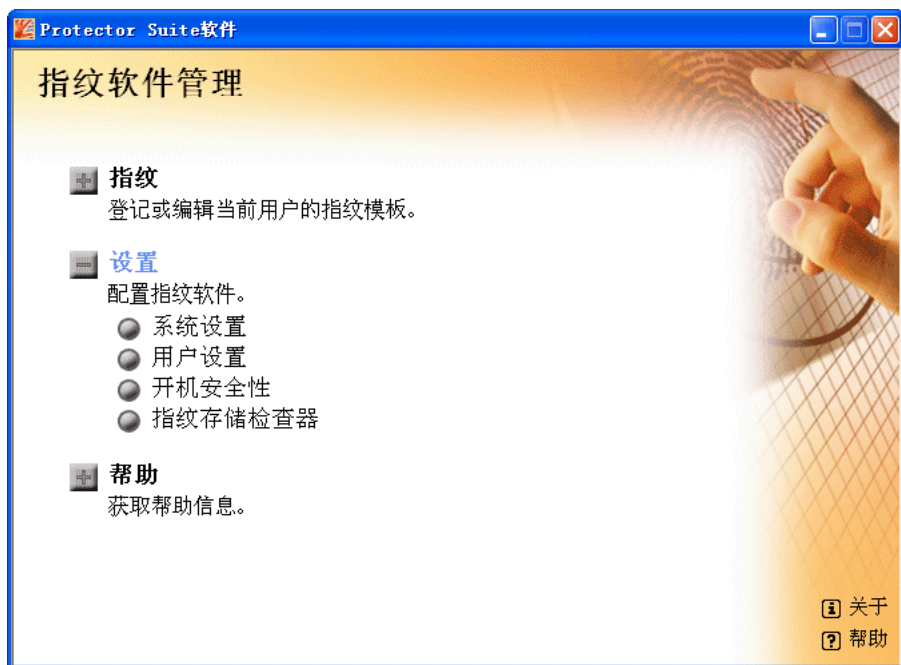 Protector Suite软件
指纹软件管理
指纹
登记或编辑当前用户的指纹模板。
设置
配置指纹软件。
系统设置
用户设置
开机安全性
指纹存储检查器
帮助
获取帮助信息。
关于
帮助